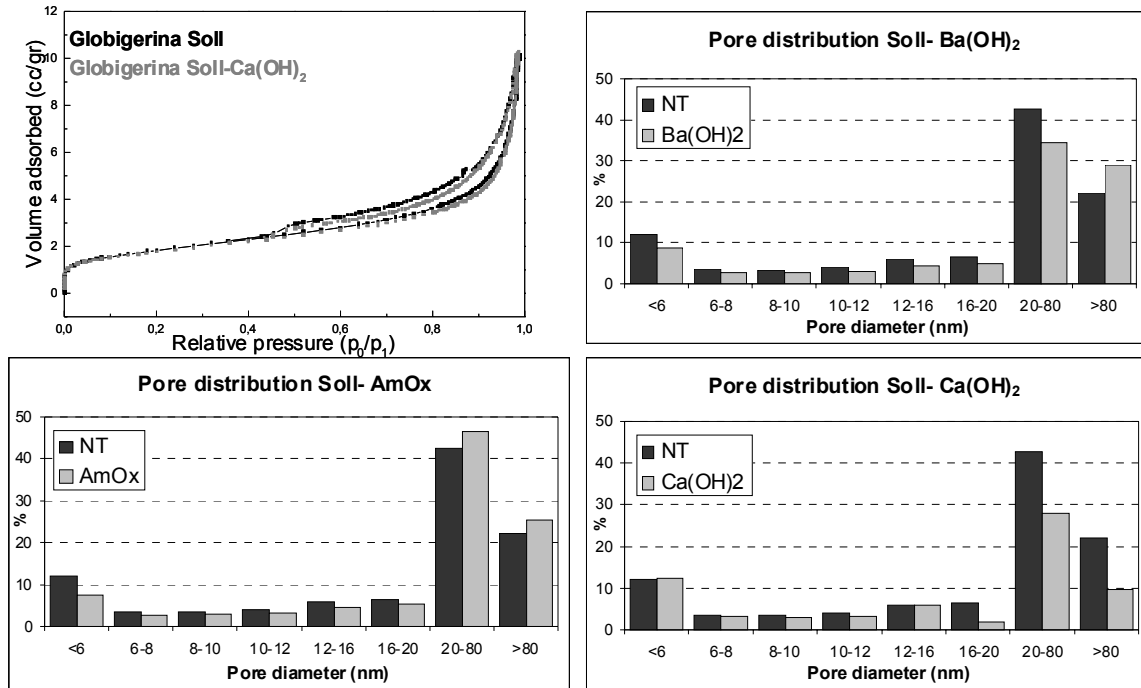 12
10
8
6
4
2
0
Volume adsorbed (cc/gr)
Globigerina Soll
Globigerina Soll-Ca(OH)₂
0,0 0,2 0,4 0,6 0,8 1,0
Relative pressure (p₀/p₁)
Pore distribution Soll- Ba(OH)₂
50
40
30
20
10
0
%
NT
Ba(OH)2
<6 6-8 8-10 10-12 12-16 16-20 20-80 >80
Pore diameter (nm)
Pore distribution Soll- AmOx
50
40
30
20
10
0
%
NT
AmOx
<6 6-8 8-10 10-12 12-16 16-20 20-80 >80
Pore diameter (nm)
Pore distribution Soll- Ca(OH)₂
50
40
30
20
10
0
%
NT
Ca(OH)2
<6 6-8 8-10 10-12 12-16 16-20 20-80 >80
Pore diameter (nm)